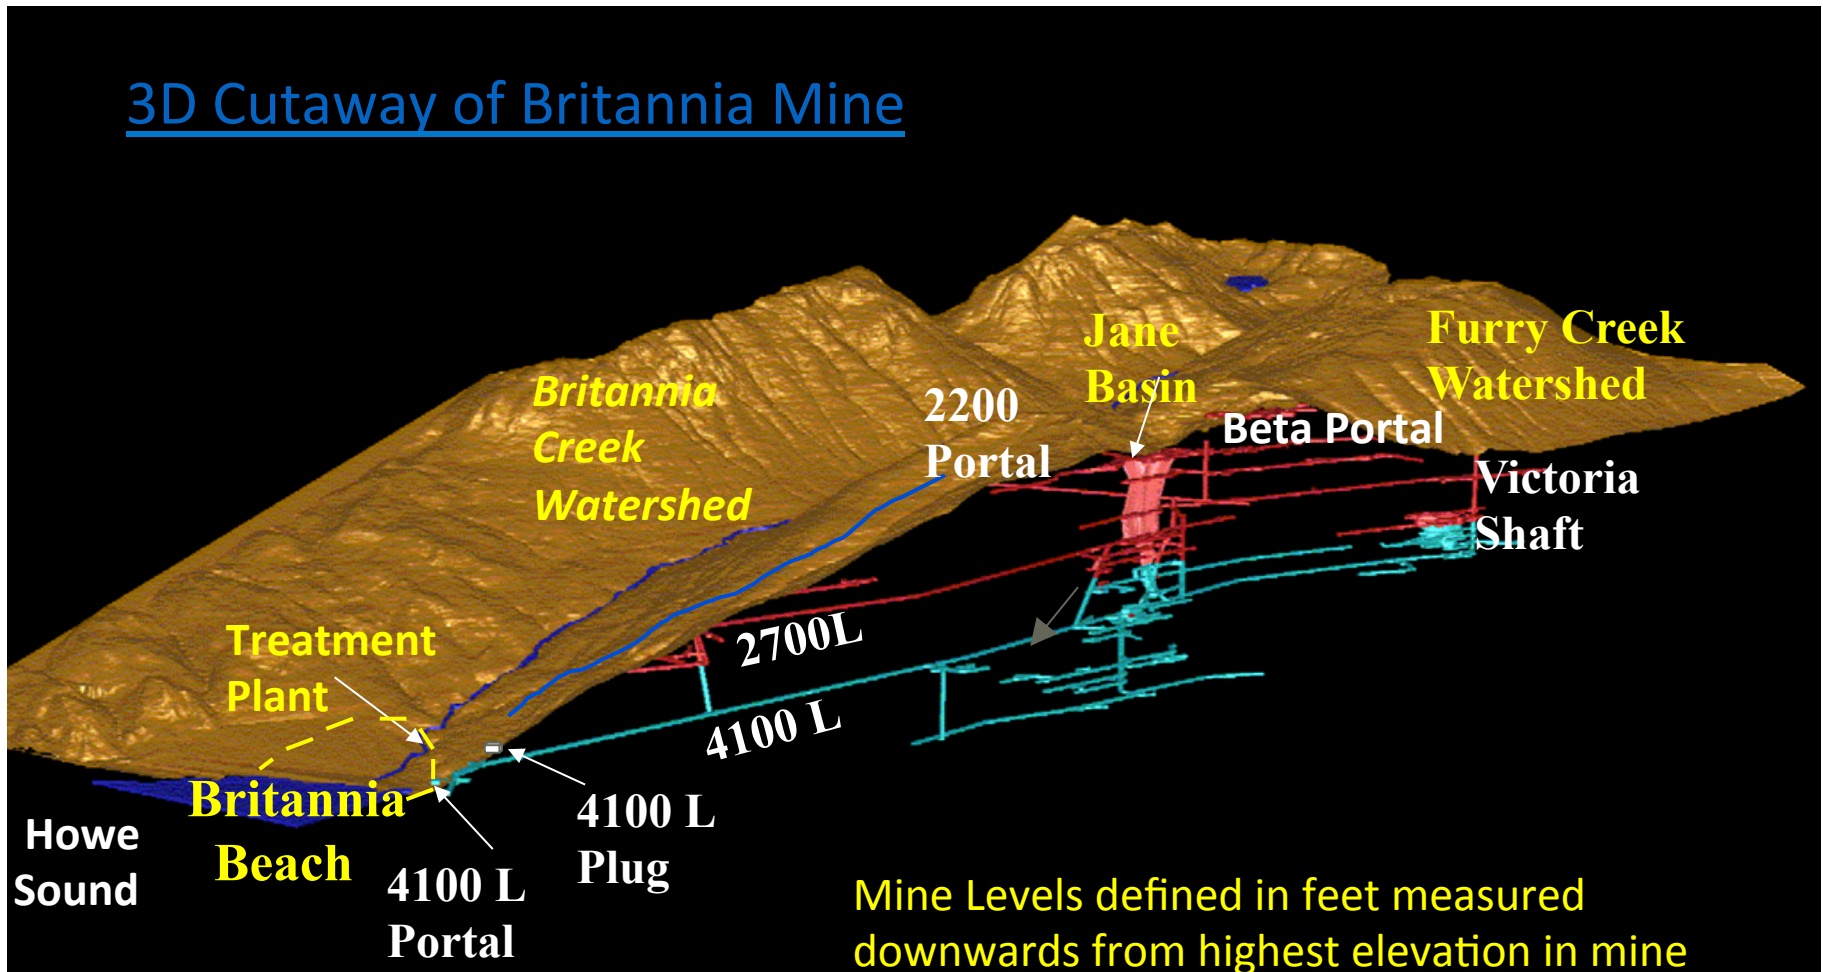 3D Cutaway of Britannia Mine
Jane
Basin
Furry Creek
Watershed
Britannia
Creek
Watershed
2200
Portal
Beta Portal
Victoria
Shaft
Treatment
Plant
2700L
4100 L
Britannia
Beach
Howe
Sound
4100 L
Plug
4100 L
Portal
Mine Levels defined in feet measured
downwards from highest elevation in mine